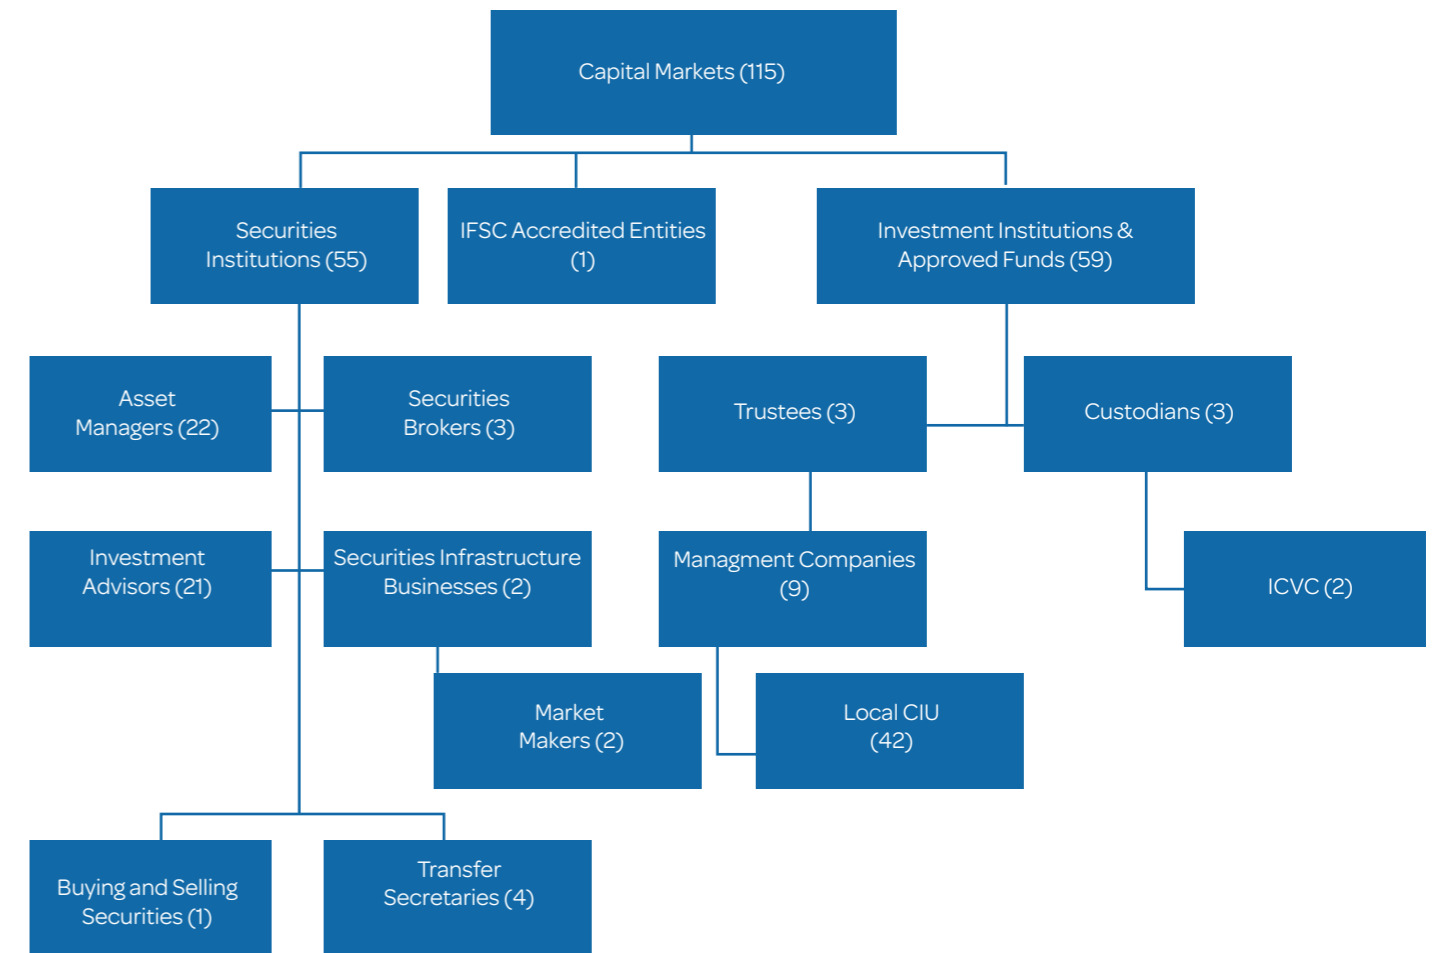 Capital Markets (115)
Securities
Institutions (55)
IFSC Accredited Entities
(1)
Investment Institutions &
Approved Funds (59)
Asset
Managers (22)
Securities
Brokers (3)
Trustees (3)
Custodians (3)
Investment
Advisors (21)
Securities Infrastructure
Businesses (2)
Managment Companies
(9)
ICVC (2)
Market
Makers (2)
Local CIU
(42)
Buying and Selling
Securities (1)
Transfer
Secretaries (4)